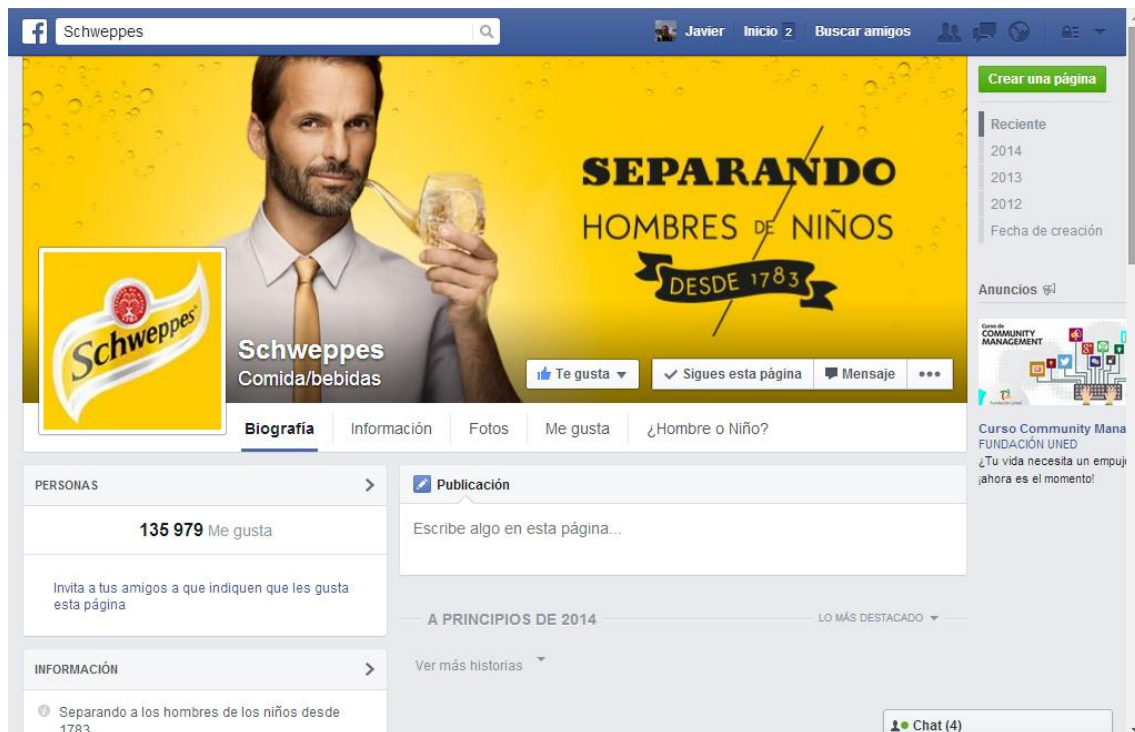 Schweppes
Javier Inicio 2 Buscar amigos
Crear una página
Reciente
2014
2013
2012
Fecha de creación
SEPARANDO
HOMBRES DE NIÑOS
DESDE 1783
Schweppes
Schweppes
Comida/bebidas
Te gusta
Sigues esta página
Mensaje
Biografía Información Fotos Me gusta ¿Hombre o Niño?
Anuncios
Curso de
COMMUNITY
MANAGEMENT
Curso Community Mana
FUNDACIÓN UNED
¿Tu vida necesita un empuj
¡ahora es el momento!
PERSONAS
135 979 Me gusta
Invita a tus amigos a que indiquen que les gusta
esta página
INFORMACIÓN
Separando a los hombres de los niños desde
1783
Publicación
Escribe algo en esta página...
A PRINCIPIOS DE 2014
LO MÁS DESTACADO
Ver más historias
Chat (4)